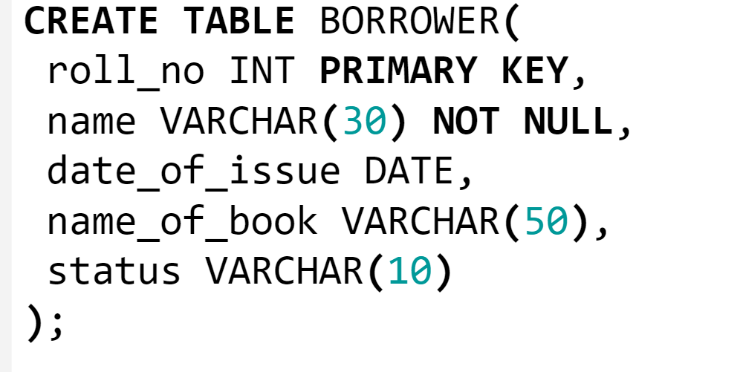 CREATE TABLE BORROWER(
roll_no INT PRIMARY KEY,
name VARCHAR(30) NOT NULL,
date_of_issue DATE,
name_of_book VARCHAR(50),
status VARCHAR(10)
);